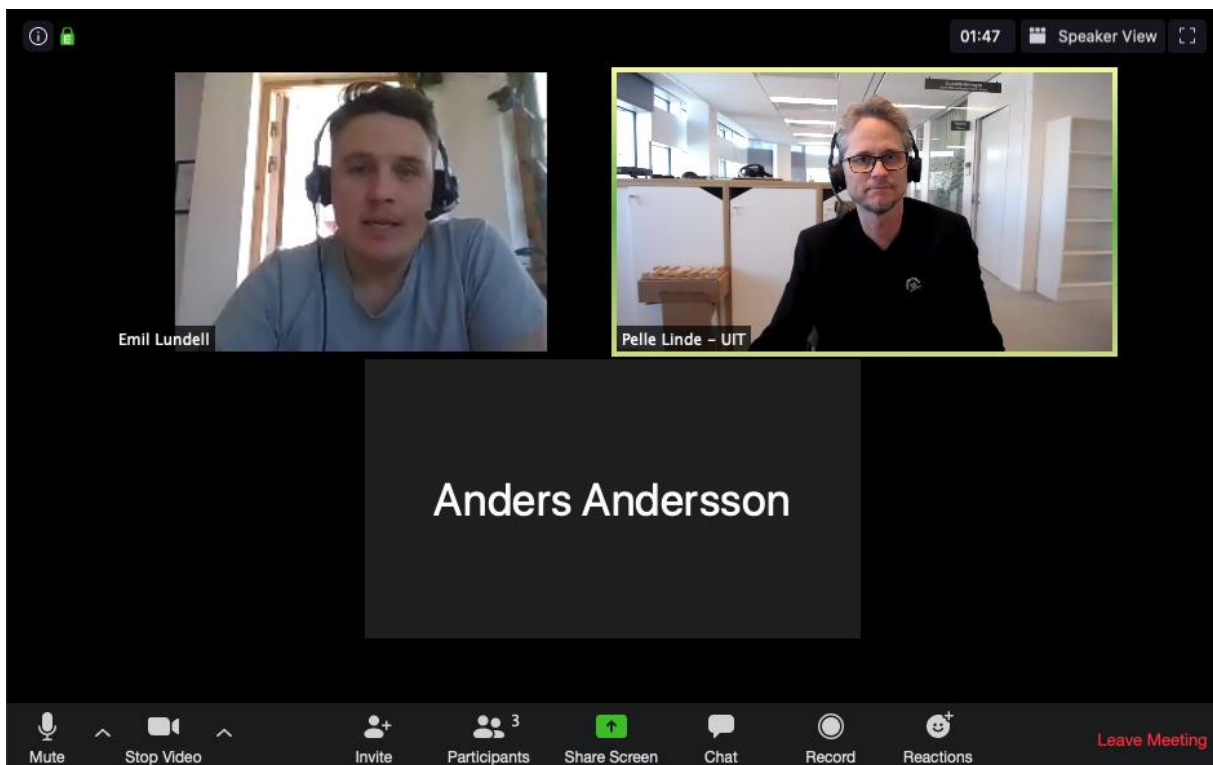 01:47 Speaker View
Emil Lundell
Pelle Linde – UIT
Anders Andersson
3
Mute Stop Video Invite Participants Share Screen Chat Record Reactions Leave Meeting